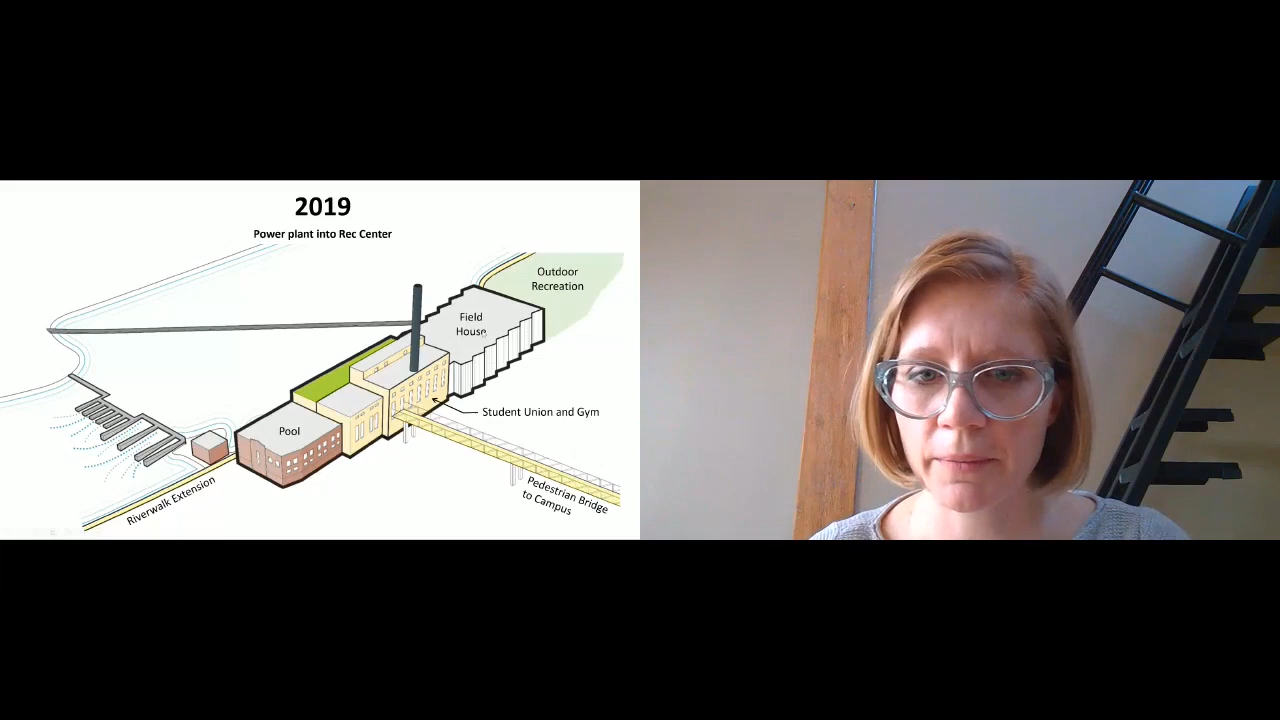 2019
Power plant into Rec Center
Outdoor
Recreation
Field
House
Student Union and Gym
Pool
Pedestrian Bridge
to Campus
Riverwalk Extension